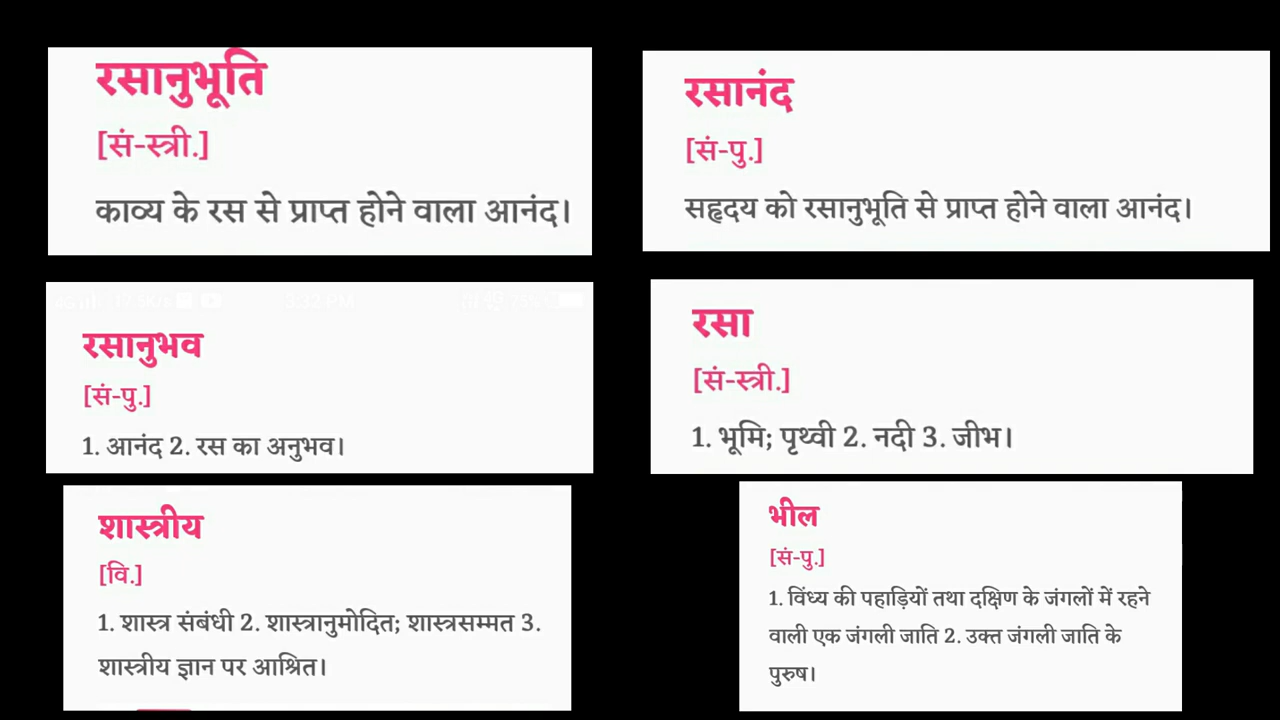 रसानुभूति
[सं-स्त्री.]
काव्य के रस से प्राप्त होने वाला आनंद।
रसानंद
[सं-पु.]
सहृदय को रसानुभूति से प्राप्त होने वाला आनंद।
रसानुभव
[सं-पु.]
1. आनंद 2. रस का अनुभव।
रसा
[सं-स्त्री.]
1. भूमि; पृथ्वी 2. नदी 3. जीभ।
शास्त्रीय
[वि.]
1. शास्त्र संबंधी 2. शास्त्रानुमोदित; शास्त्रसम्मत 3.
शास्त्रीय ज्ञान पर आश्रित।
भील
[सं-पु.]
1. विंध्य की पहाड़ियों तथा दक्षिण के जंगलों में रहने
वाली एक जंगली जाति 2. उक्त जंगली जाति के
पुरुष।